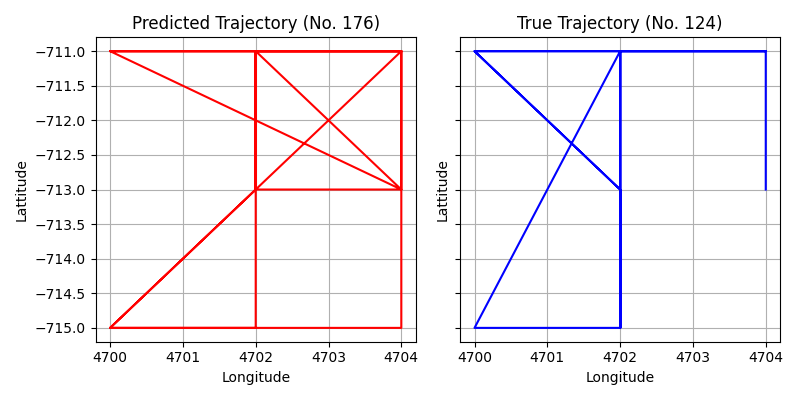 Predicted Trajectory (No. 176)
True Trajectory (No. 124)
−711.0
−711.5
−712.0
−712.5
−713.0
−713.5
−714.0
−714.5
−715.0
Lattitude
Lattitude
4700 4701 4702 4703 4704
4700 4701 4702 4703 4704
Longitude
Longitude